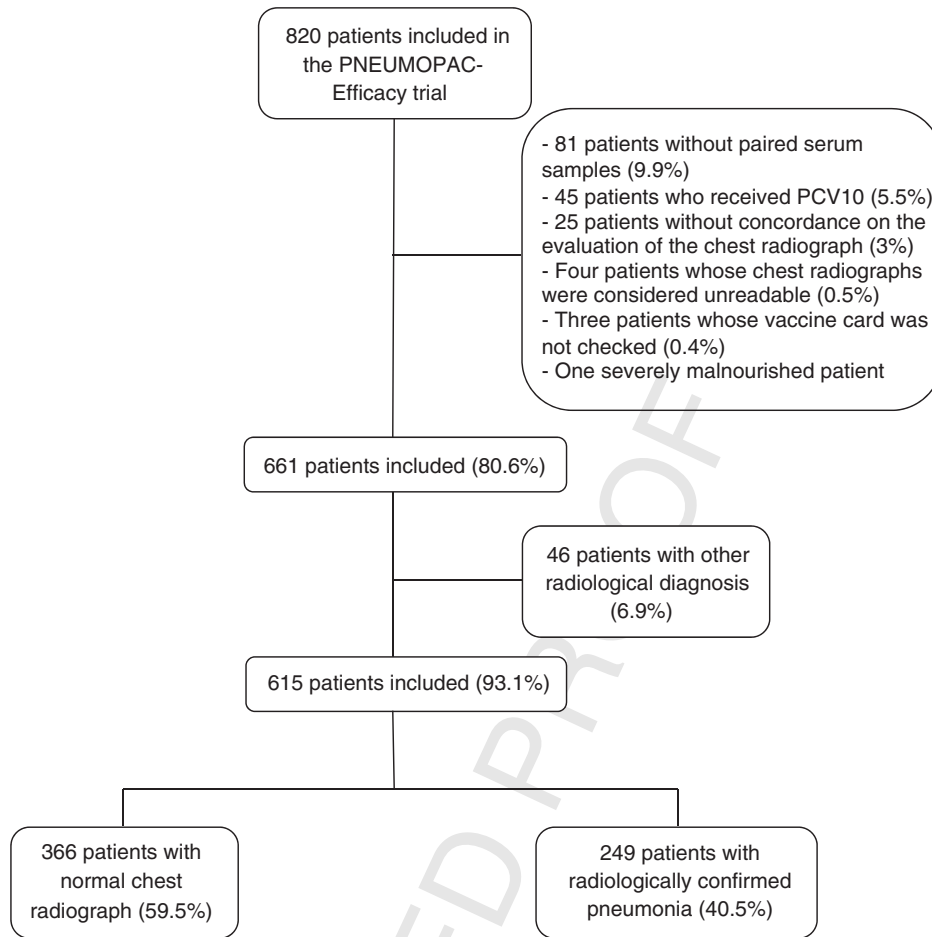 820 patients included in
the PNEUMOPAC-
Efficacy trial
- 81 patients without paired serum
samples (9.9%)
- 45 patients who received PCV10 (5.5%)
- 25 patients without concordance on the
evaluation of the chest radiograph (3%)
- Four patients whose chest radiographs
were considered unreadable (0.5%)
- Three patients whose vaccine card was
not checked (0.4%)
- One severely malnourished patient
661 patients included (80.6%)
46 patients with other
radiological diagnosis
(6.9%)
615 patients included (93.1%)
366 patients with
normal chest
radiograph (59.5%)
249 patients with
radiologically confirmed
pneumonia (40.5%)
ED PROOF